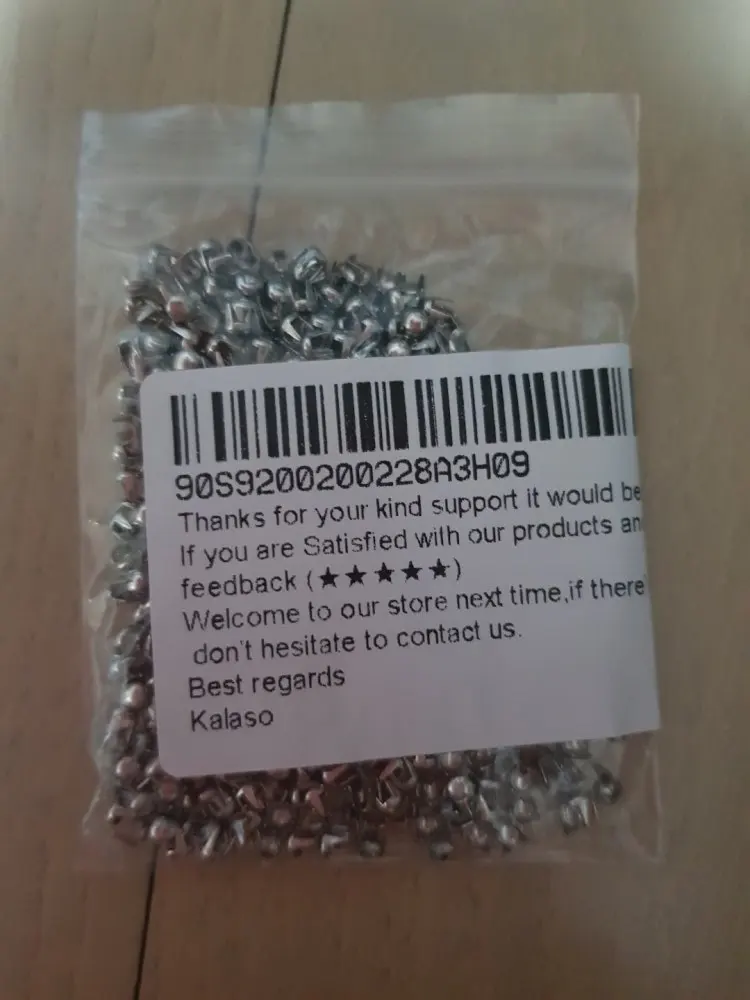 90S9200200228A3H09
Thanks for your kind support it would be
If you are Satisfied with our products an
feedback (★★★★★)
Welcome to our store next time,if there
don't hesitate to contact us.
Best regards
Kalaso